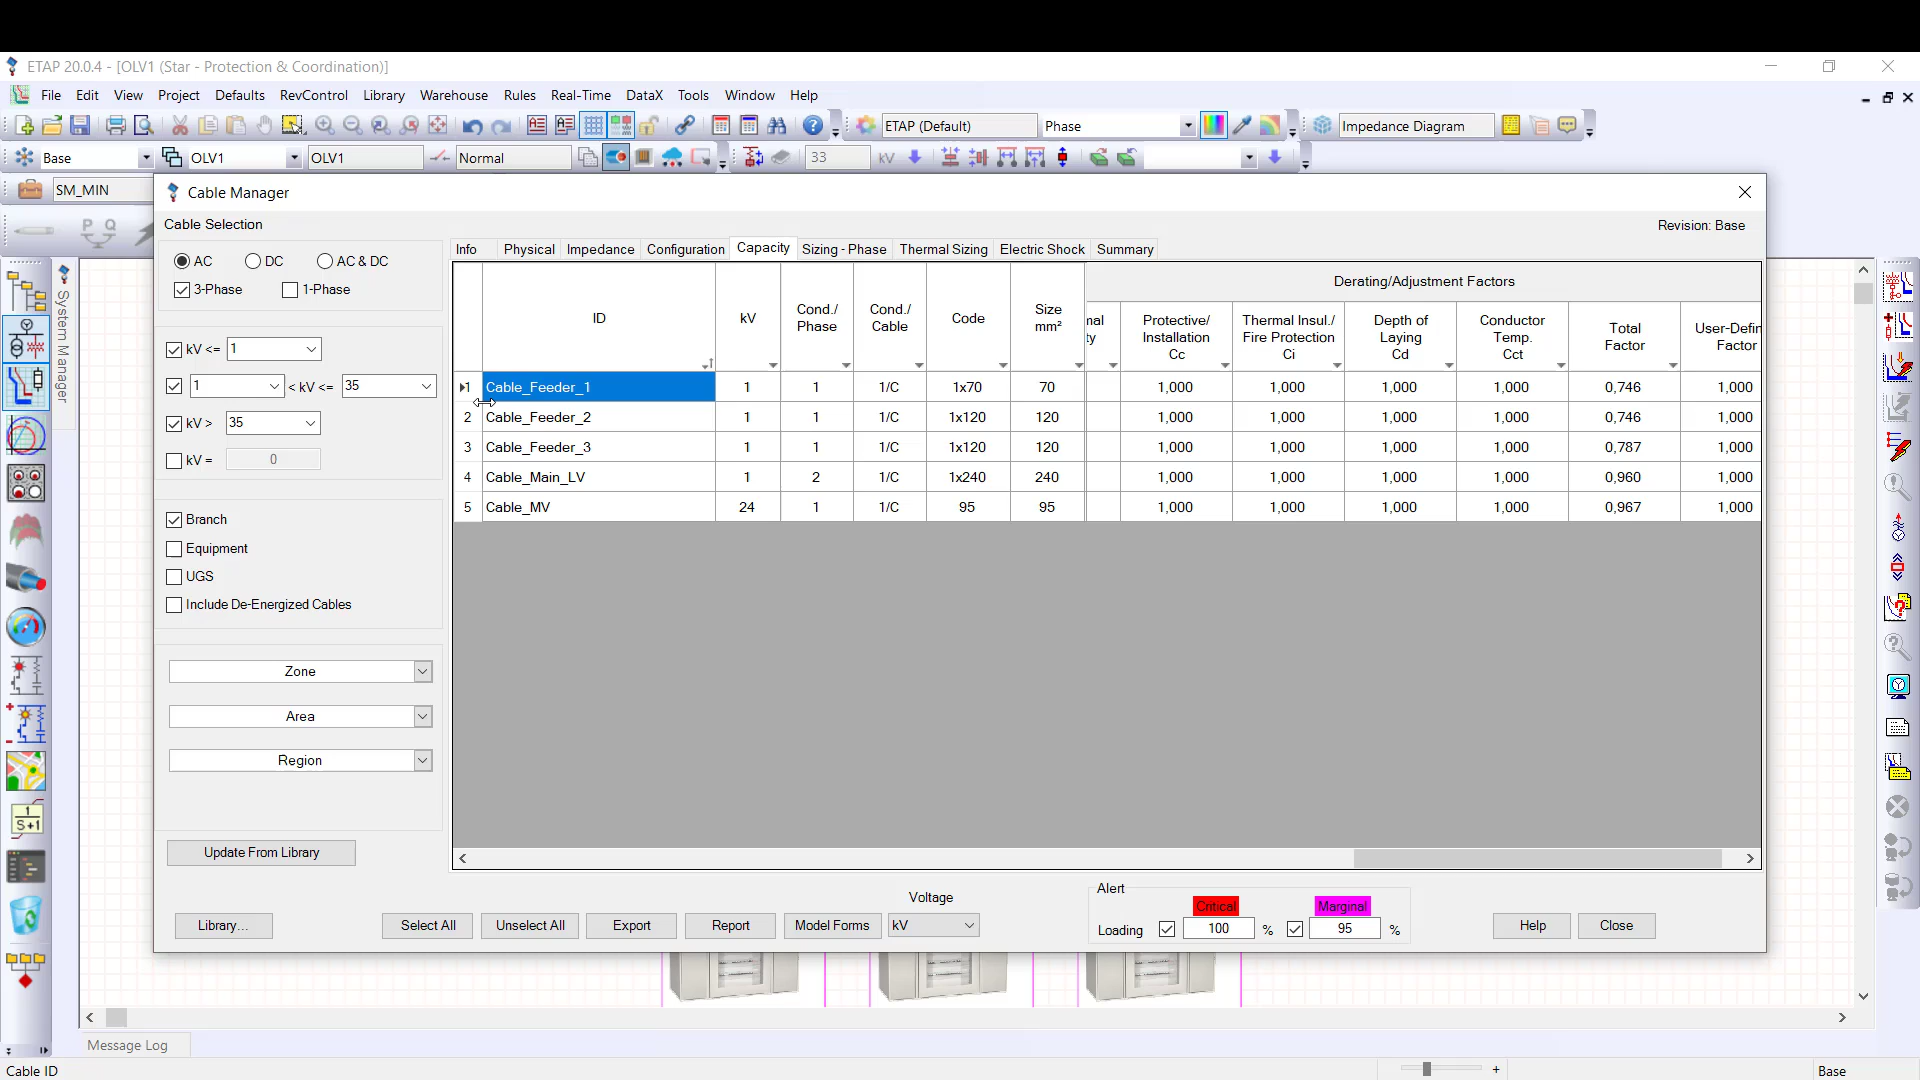 ETAP 20.0.4 - [OLV1 (Star - Protection & Coordination)]
File Edit View Project Defaults RevControl Library Warehouse Rules Real-Time DataX Tools Window Help
ETAP (Default) Phase Impedance Diagram
Base OLV1 OLV1 Normal 33 kV
SM_MIN
Cable Manager
Cable Selection
Revision: Base
P Q
AC DC AC & DC
3-Phase 1-Phase
kV <= 1
1 < kV <= 35
kV > 35
kV = 0
Branch
Equipment
UGS
Include De-Energized Cables
Zone
Area
Region
Update From Library
System Manager
1
S+1
Info Physical Impedance Configuration Capacity Sizing - Phase Thermal Sizing Electric Shock Summary
Derating/Adjustment Factors
ID kV Cond./ Phase Cond./ Cable Code Size mm² Protective/ Installation Cc Thermal Insul./ Fire Protection Ci Depth of Laying Cd Conductor Temp. Cct Total Factor User-Defin Factor
1 Cable_Feeder_1 1 1 1/C 1x70 70 1,000 1,000 1,000 1,000 0,746 1,000
2 Cable_Feeder_2 1 1 1/C 1x120 120 1,000 1,000 1,000 1,000 0,746 1,000
3 Cable_Feeder_3 1 1 1/C 1x120 120 1,000 1,000 1,000 1,000 0,787 1,000
4 Cable_Main_LV 1 2 1/C 1x240 240 1,000 1,000 1,000 1,000 0,960 1,000
5 Cable_MV 24 1 1/C 95 95 1,000 1,000 1,000 1,000 0,967 1,000
Voltage
Alert
Critical Marginal
Library... Select All Unselect All Export Report Model Forms kV Loading 100 % 95 % Help Close
Message Log
Cable ID
Base